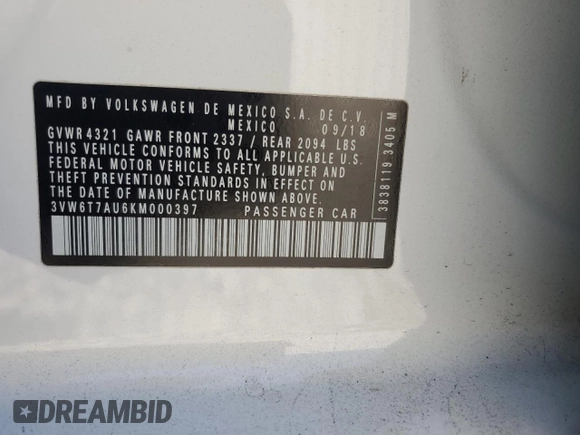 MFD BY VOLKSWAGEN DE MEXICO S.A. DE C.V.
MEXICO 09/18
GVWR 4321 GAWR FRONT 2337 / REAR 2094 LBS
THIS VEHICLE CONFORMS TO ALL APPLICABLE U.S.
FEDERAL MOTOR VEHICLE SAFETY, BUMPER AND
THEFT PREVENTION STANDARDS IN EFFECT ON
THE DATE OF MANUFACTURE SHOWN ABOVE.
3VW6T7AU6KM000397 PASSENGER CAR
3838119 3405 M
DREAMBID